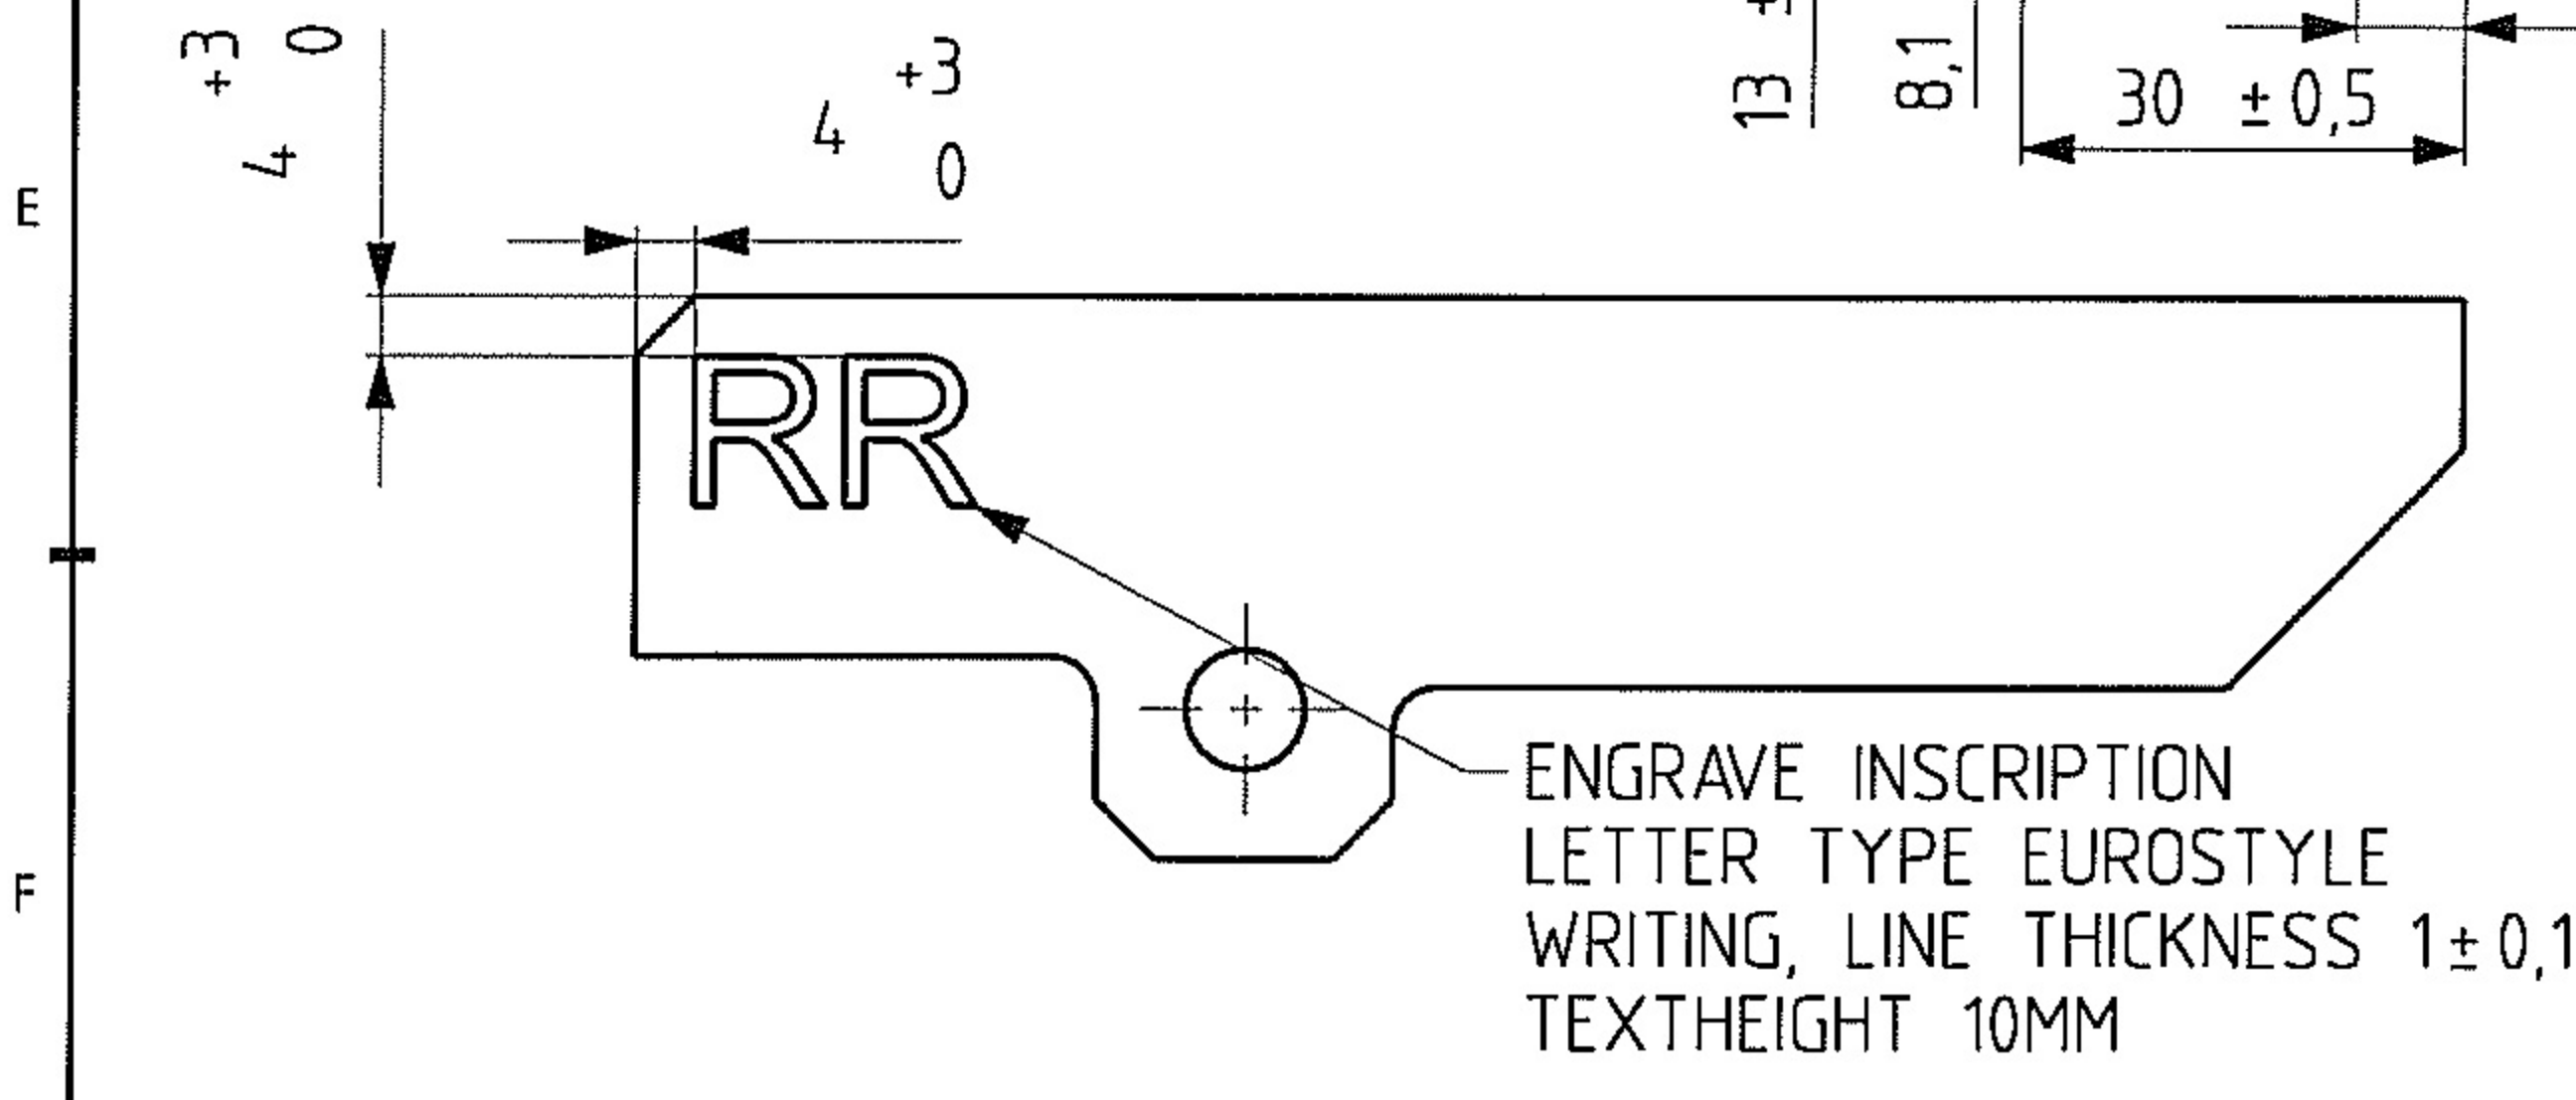 +3
4 0
+3
4
0
13 ±
8,1
30 ±0,5
E
RR
ENGRAVE INSCRIPTION
LETTER TYPE EUROSTYLE
F
WRITING, LINE THICKNESS 1±0,1
TEXTHEIGHT 10MM